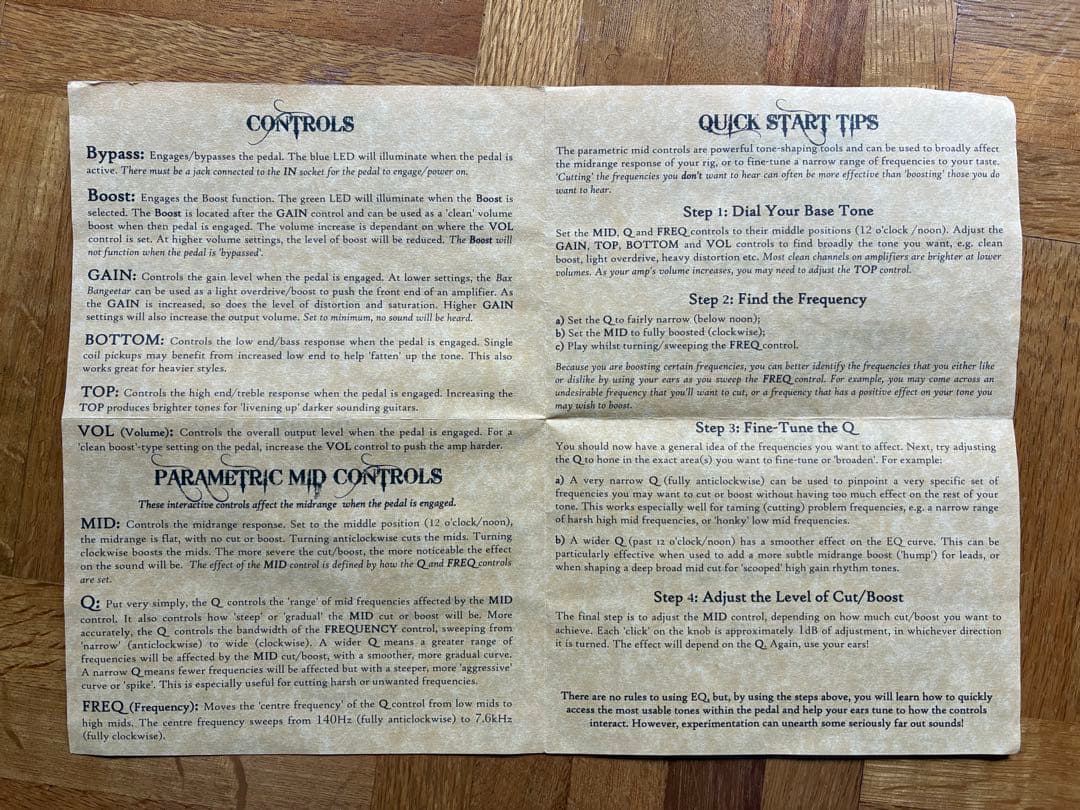 CONTROLS
Bypass: Engages/bypasses the pedal. The blue LED will illuminate when the pedal is
active. There must be a jack connected to the IN socket for the pedal to engage/power on.
Boost: Engages the Boost function. The green LED will illuminate when the Boost is
selected. The Boost is located after the GAIN control and can be used as a 'clean' volume
boost when then pedal is engaged. The volume increase is dependant on where the VOL
control is set. At higher volume settings, the level of boost will be reduced. The Boost will
not function when the pedal is 'bypassed'.
GAIN: Controls the gain level when the pedal is engaged. At lower settings, the Bax
Bangeetar can be used as a light overdrive/boost to push the front end of an amplifier. As
the GAIN is increased, so does the level of distortion and saturation. Higher GAIN
settings will also increase the output volume. Set to minimum, no sound will be heard.
BOTTOM: Controls the low end/bass response when the pedal is engaged. Single
coil pickups may benefit from increased low end to help 'fatten' up the tone. This also
works great for heavier styles.
TOP: Controls the high end/treble response when the pedal is engaged. Increasing the
TOP produces brighter tones for 'livening up' darker sounding guitars.
VOL (Volume): Controls the overall output level when the pedal is engaged. For a
'clean boost'-type setting on the pedal, increase the VOL control to push the amp harder.
PARAMETRIC MID CONTROLS
These interactive controls affect the midrange when the pedal is engaged.
MID: Controls the midrange response. Set to the middle position (12 o'clock/noon),
the midrange is flat, with no cut or boost. Turning anticlockwise cuts the mids. Turning
clockwise boosts the mids. The more severe the cut/boost, the more noticeable the effect
on the sound will be. The effect of the MID control is defined by how the Q and FREQ controls
are set.
Q: Put very simply, the Q controls the 'range' of mid frequencies affected by the MID
control. It also controls how 'steep' or 'gradual' the MID cut or boost will be. More
accurately, the Q controls the bandwidth of the FREQUENCY control, sweeping from
'narrow' (anticlockwise) to wide (clockwise). A wider Q means a greater range of
frequencies will be affected by the MID cut/boost, with a smoother, more gradual curve.
A narrow Q means fewer frequencies will be affected but with a steeper, more 'aggressive'
curve or 'spike'. This is especially useful for cutting harsh or unwanted frequencies.
FREQ (Frequency): Moves the 'centre frequency' of the Q control from low mids to
high mids. The centre frequency sweeps from 140Hz (fully anticlockwise) to 7.6kHz
(fully clockwise).
QUICK START TIPS
The parametric mid controls are powerful tone-shaping tools and can be used to broadly affect
the midrange response of your rig, or to fine-tune a narrow range of frequencies to your taste.
'Cutting' the frequencies you don't want to hear can often be more effective than 'boosting' those you do
want to hear.
Step 1: Dial Your Base Tone
Set the MID, Q and FREQ controls to their middle positions (12 o'clock /noon). Adjust the
GAIN, TOP, BOTTOM and VOL controls to find broadly the tone you want, e.g. clean
boost, light overdrive, heavy distortion etc. Most clean channels on amplifiers are brighter at lower
volumes. As your amp's volume increases, you may need to adjust the TOP control.
Step 2: Find the Frequency
a) Set the Q to fairly narrow (below noon);
b) Set the MID to fully boosted (clockwise);
c) Play whilst turning/sweeping the FREQ control.
Because you are boosting certain frequencies, you can better identify the frequencies that you either like
or dislike by using your ears as you sweep the FREQ control. For example, you may come across an
undesirable frequency that you'll want to cut, or a frequency that has a positive effect on your tone you
may wish to boost.
Step 3: Fine-Tune the Q
You should now have a general idea of the frequencies you want to affect. Next, try adjusting
the Q to hone in the exact area(s) you want to fine-tune or 'broaden'. For example:
a) A very narrow Q (fully anticlockwise) can be used to pinpoint a very specific set of
frequencies you may want to cut or boost without having too much effect on the rest of your
tone. This works especially well for taming (cutting) problem frequencies, e.g. a narrow range
of harsh high mid frequencies, or 'honky' low mid frequencies.
b) A wider Q (past 12 o'clock/noon) has a smoother effect on the EQ curve. This can be
particularly effective when used to add a more subtle midrange boost ('hump') for leads, or
when shaping a deep broad mid cut for 'scooped' high gain rhythm tones.
Step 4: Adjust the Level of Cut/Boost
The final step is to adjust the MID control, depending on how much cut/boost you want to
achieve. Each 'click' on the knob is approximately 1dB of adjustment, in whichever direction
it is turned. The effect will depend on the Q. Again, use your ears!
There are no rules to using EQ, but, by using the steps above, you will learn how to quickly
access the most usable tones within the pedal and help your ears tune to how the controls
interact. However, experimentation can unearth some seriously far out sounds!